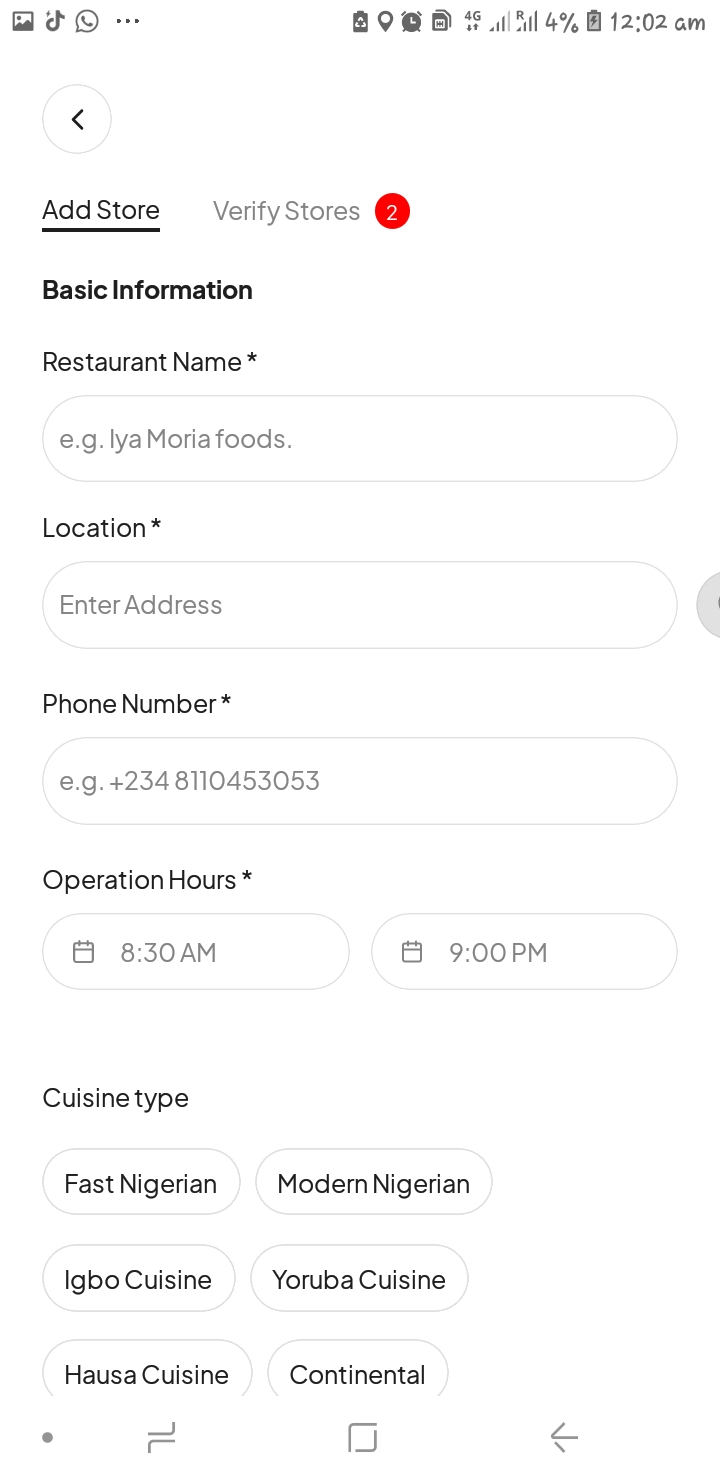 4G R 4% 12:02 am
Add Store Verify Stores 2
Basic Information
Restaurant Name *
e.g. Iya Moria foods.
Location *
Enter Address
Phone Number *
e.g. +234 8110453053
Operation Hours *
8:30 AM 9:00 PM
Cuisine type
Fast Nigerian Modern Nigerian
Igbo Cuisine Yoruba Cuisine
Hausa Cuisine Continental